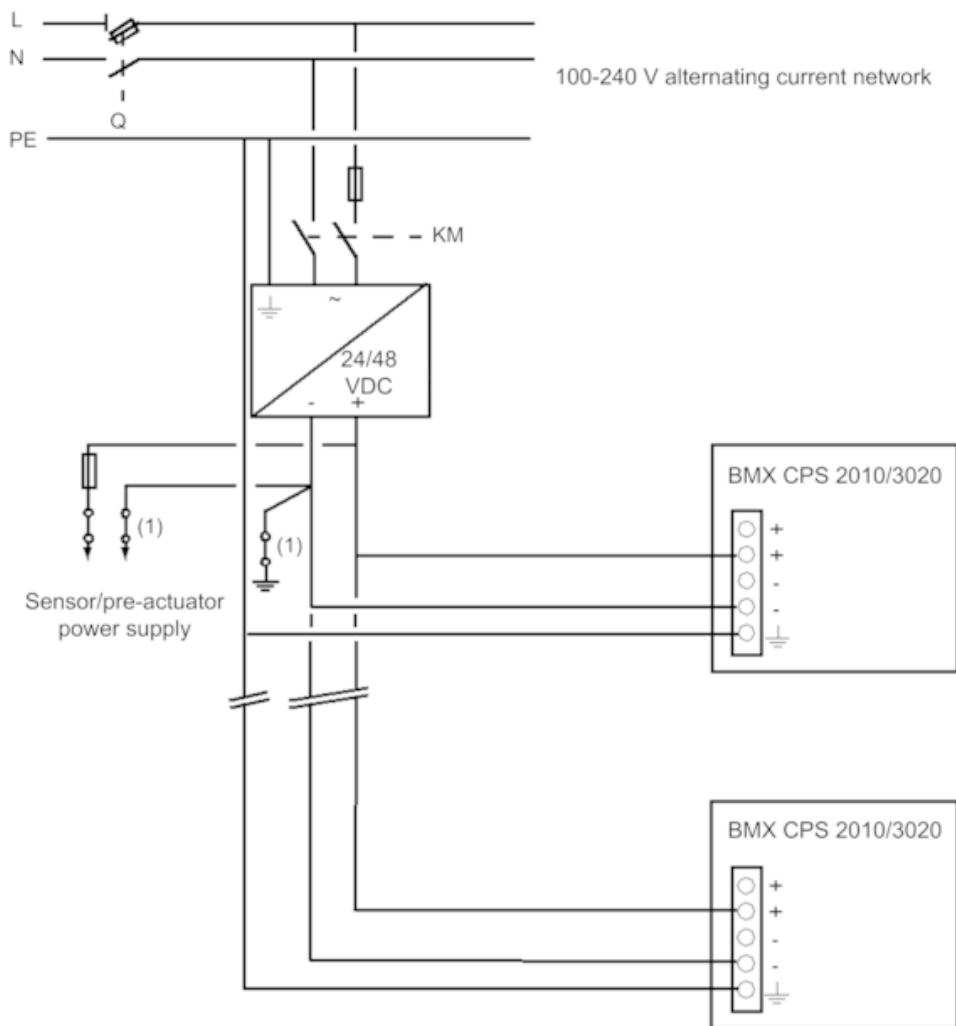 L
N
100-240 V alternating current network
Q
PE
KM
~
24/48
VDC
- +
(1)
(1)
Sensor/pre-actuator
power supply
BMX CPS 2010/3020
+
+
-
-
BMX CPS 2010/3020
+
+
-
-